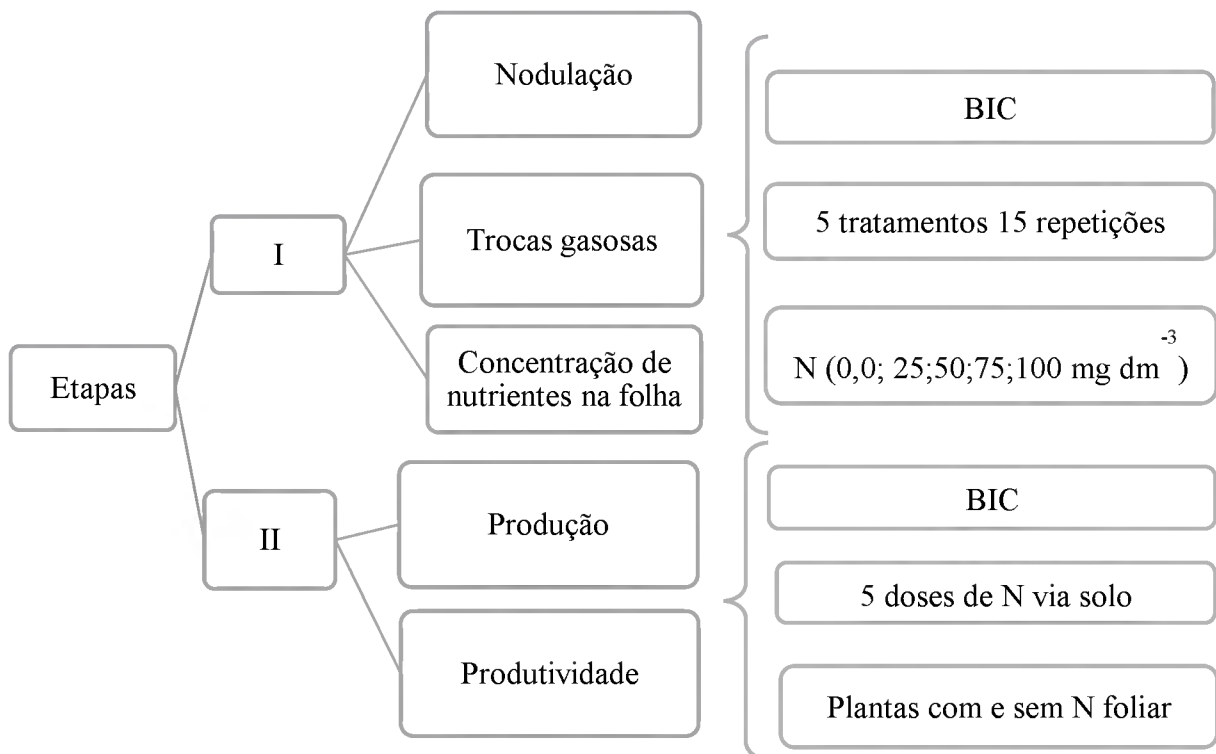 Etapas
I
Nodulação
Trocas gasosas
Concentração de
nutrientes na folha
BIC
5 tratamentos 15 repetições
N (0,0; 25;50;75;100 mg dm⁻³)
II
Produção
Produtividade
BIC
5 doses de N via solo
Plantas com e sem N foliar